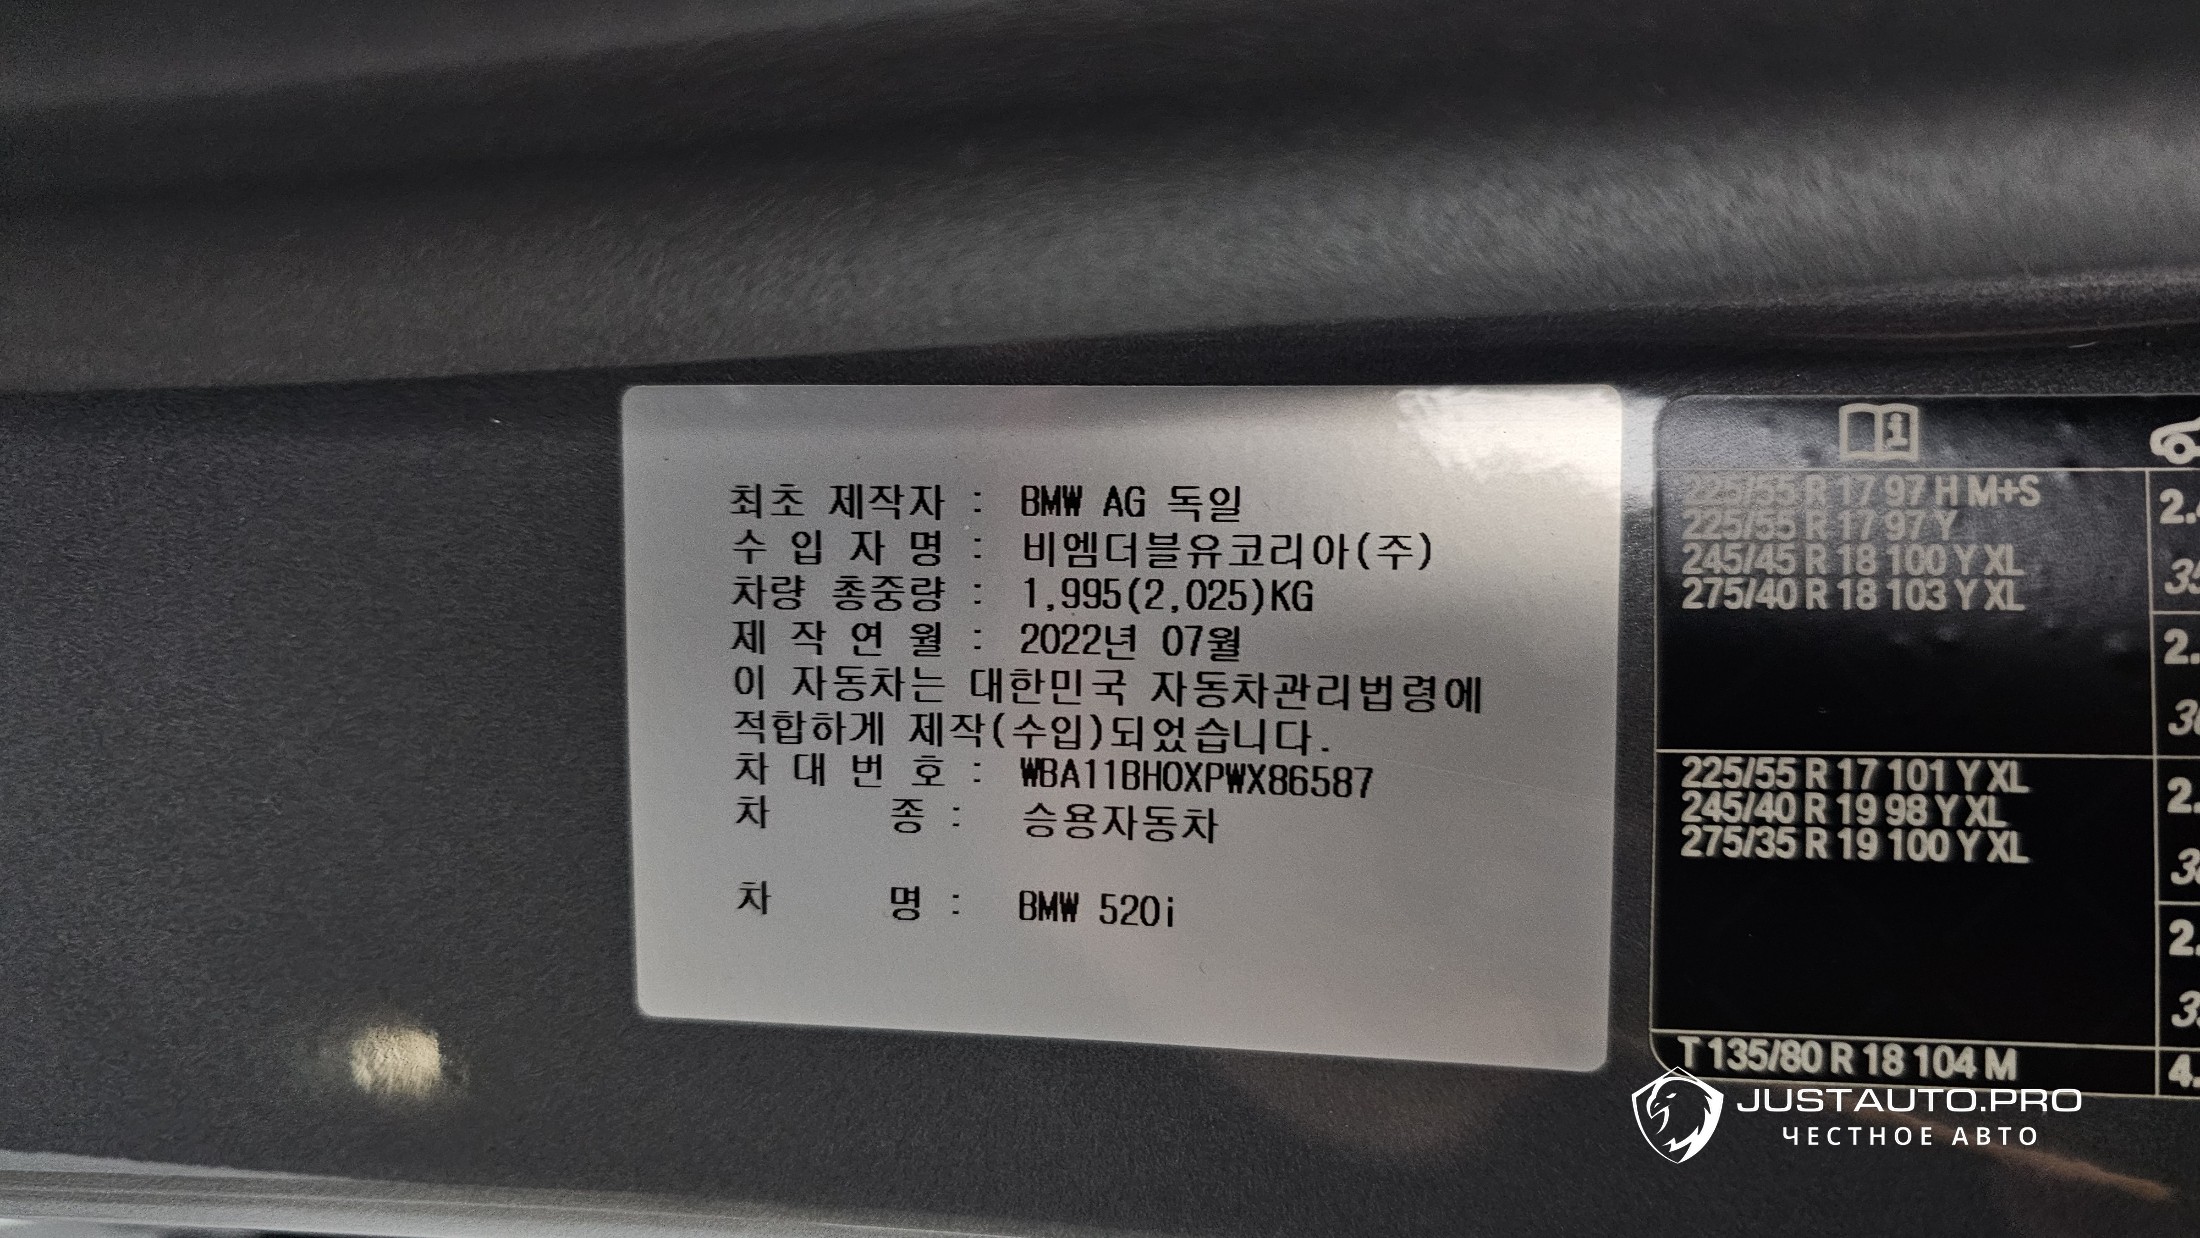 최초 제작자 : BMW AG 독일
수 입 자 명 : 비엠더블유코리아(주)
차량 총중량 : 1,995(2,025)KG
제 작 연 월 : 2022년 07월
이 자동차는 대한민국 자동차관리법령에
적합하게 제작(수입)되었습니다.
차 대 번 호 : WBA11BH0XPWX86587
차 종 : 승용자동차
차 명 : BMW 520i
225/55 R 17 97 H M+S
225/55 R 17 97 Y
245/45 R 18 100 Y XL
275/40 R 18 103 Y XL
225/55 R 17 101 Y XL
245/40 R 19 98 Y XL
275/35 R 19 100 Y XL
T 135/80 R 18 104 M
JUSTAUTO.PRO
ЧЕСТНОЕ АВТО